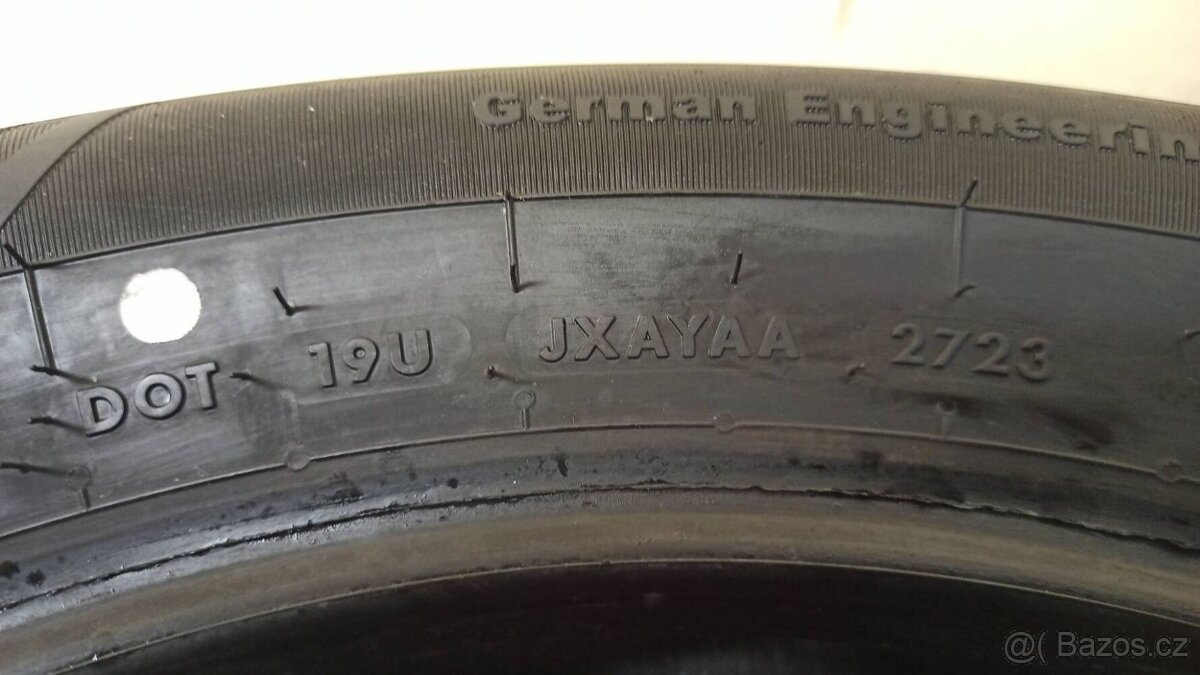 German Engineerin
DOT 19U JXAYAA 2723
@( Bazos.cz